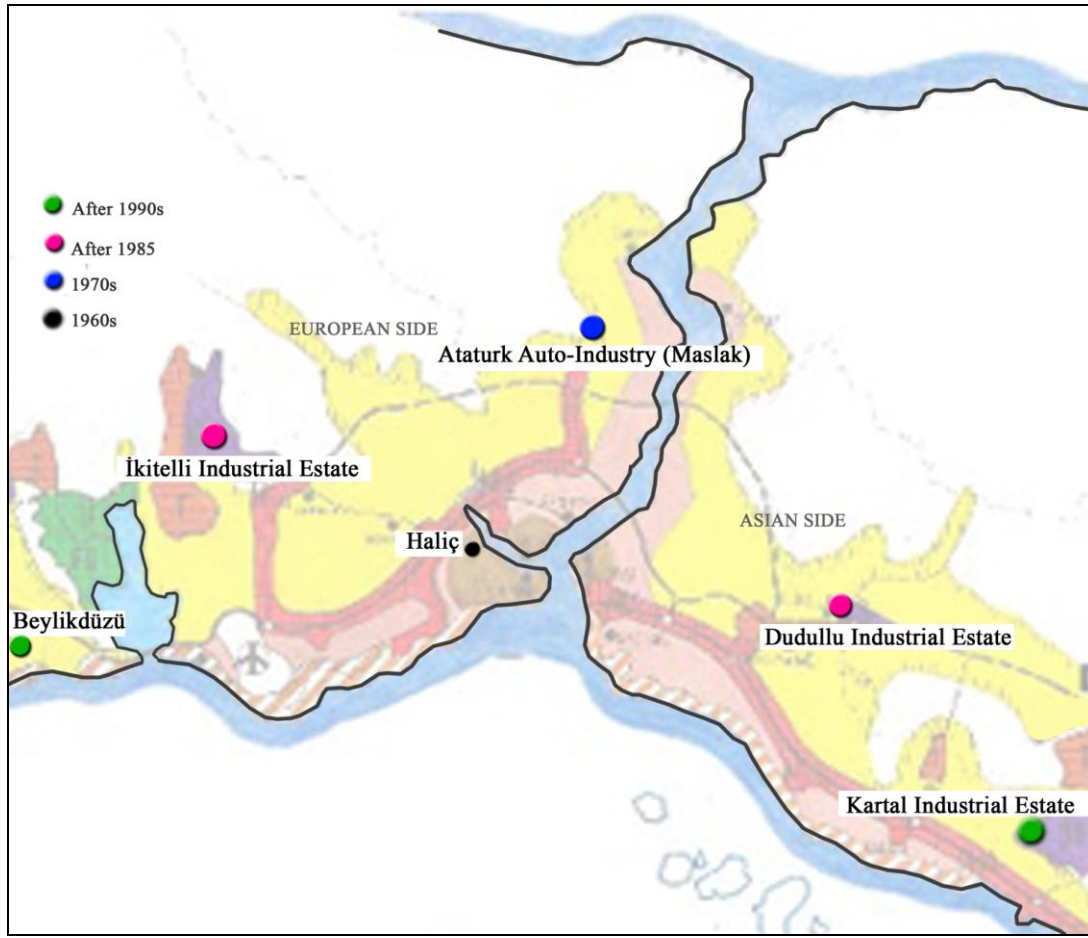 After 1990s
After 1985
1970s
1960s
EUROPEAN SIDE
Ataturk Auto-Industry (Maslak)
İkitelli Industrial Estate
ASIAN SIDE
Haliç
Beylikdüzü
Dudullu Industrial Estate
Kartal Industrial Estate